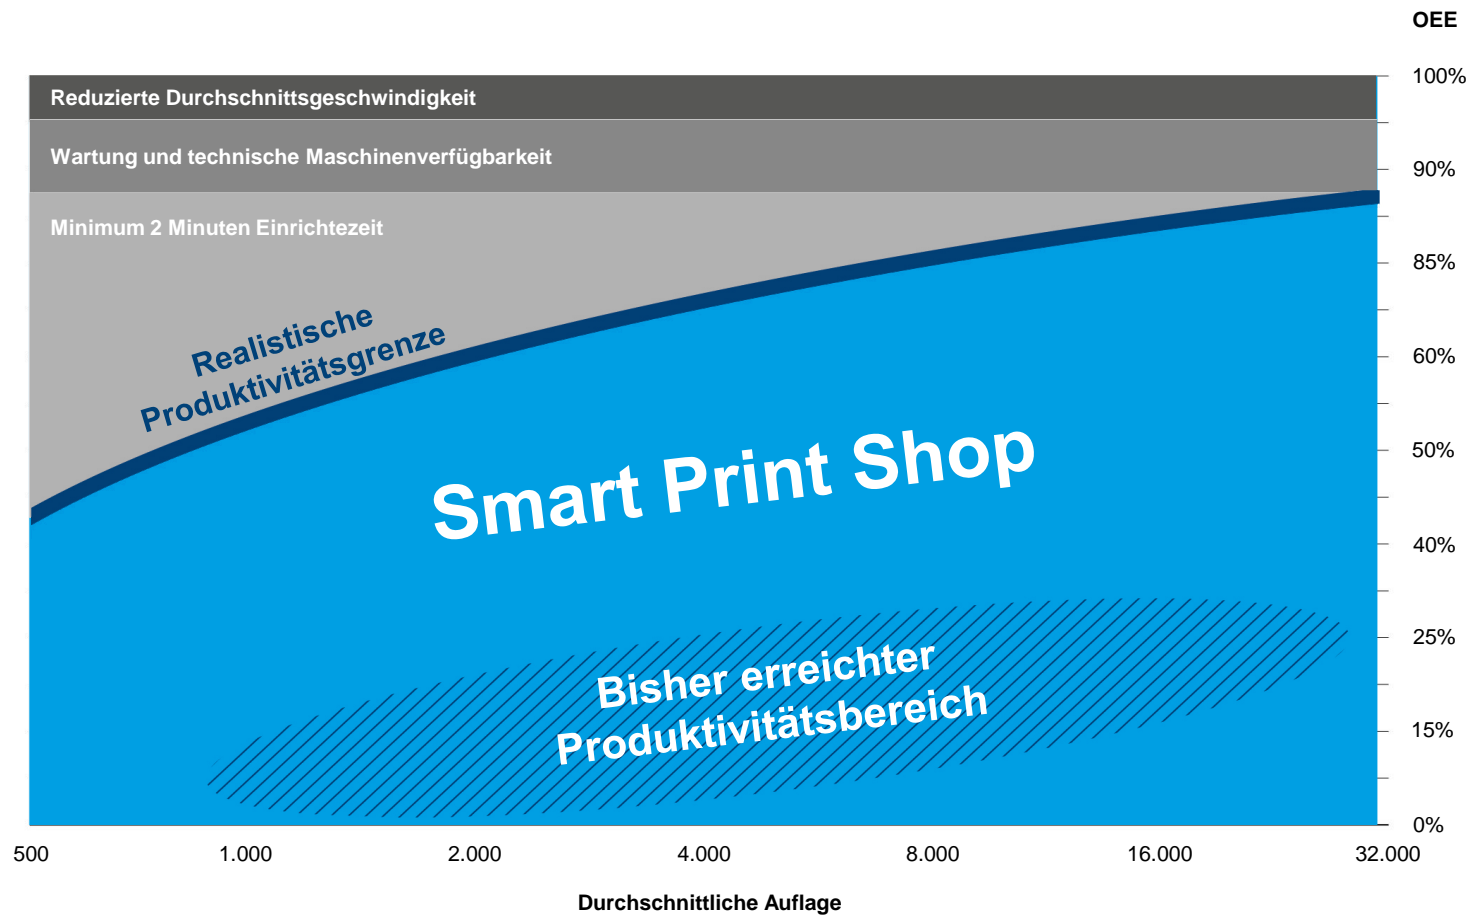 OEE
100%
Reduzierte Durchschnittsgeschwindigkeit
Wartung und technische Maschinenverfügbarkeit
90%
Minimum 2 Minuten Einrichtezeit
85%
Realistische
Produktivitätsgrenze
60%
Smart Print Shop
50%
40%
25%
Bisher erreichter
Produktivitätsbereich
15%
0%
500 1.000 2.000 4.000 8.000 16.000 32.000
Durchschnittliche Auflage